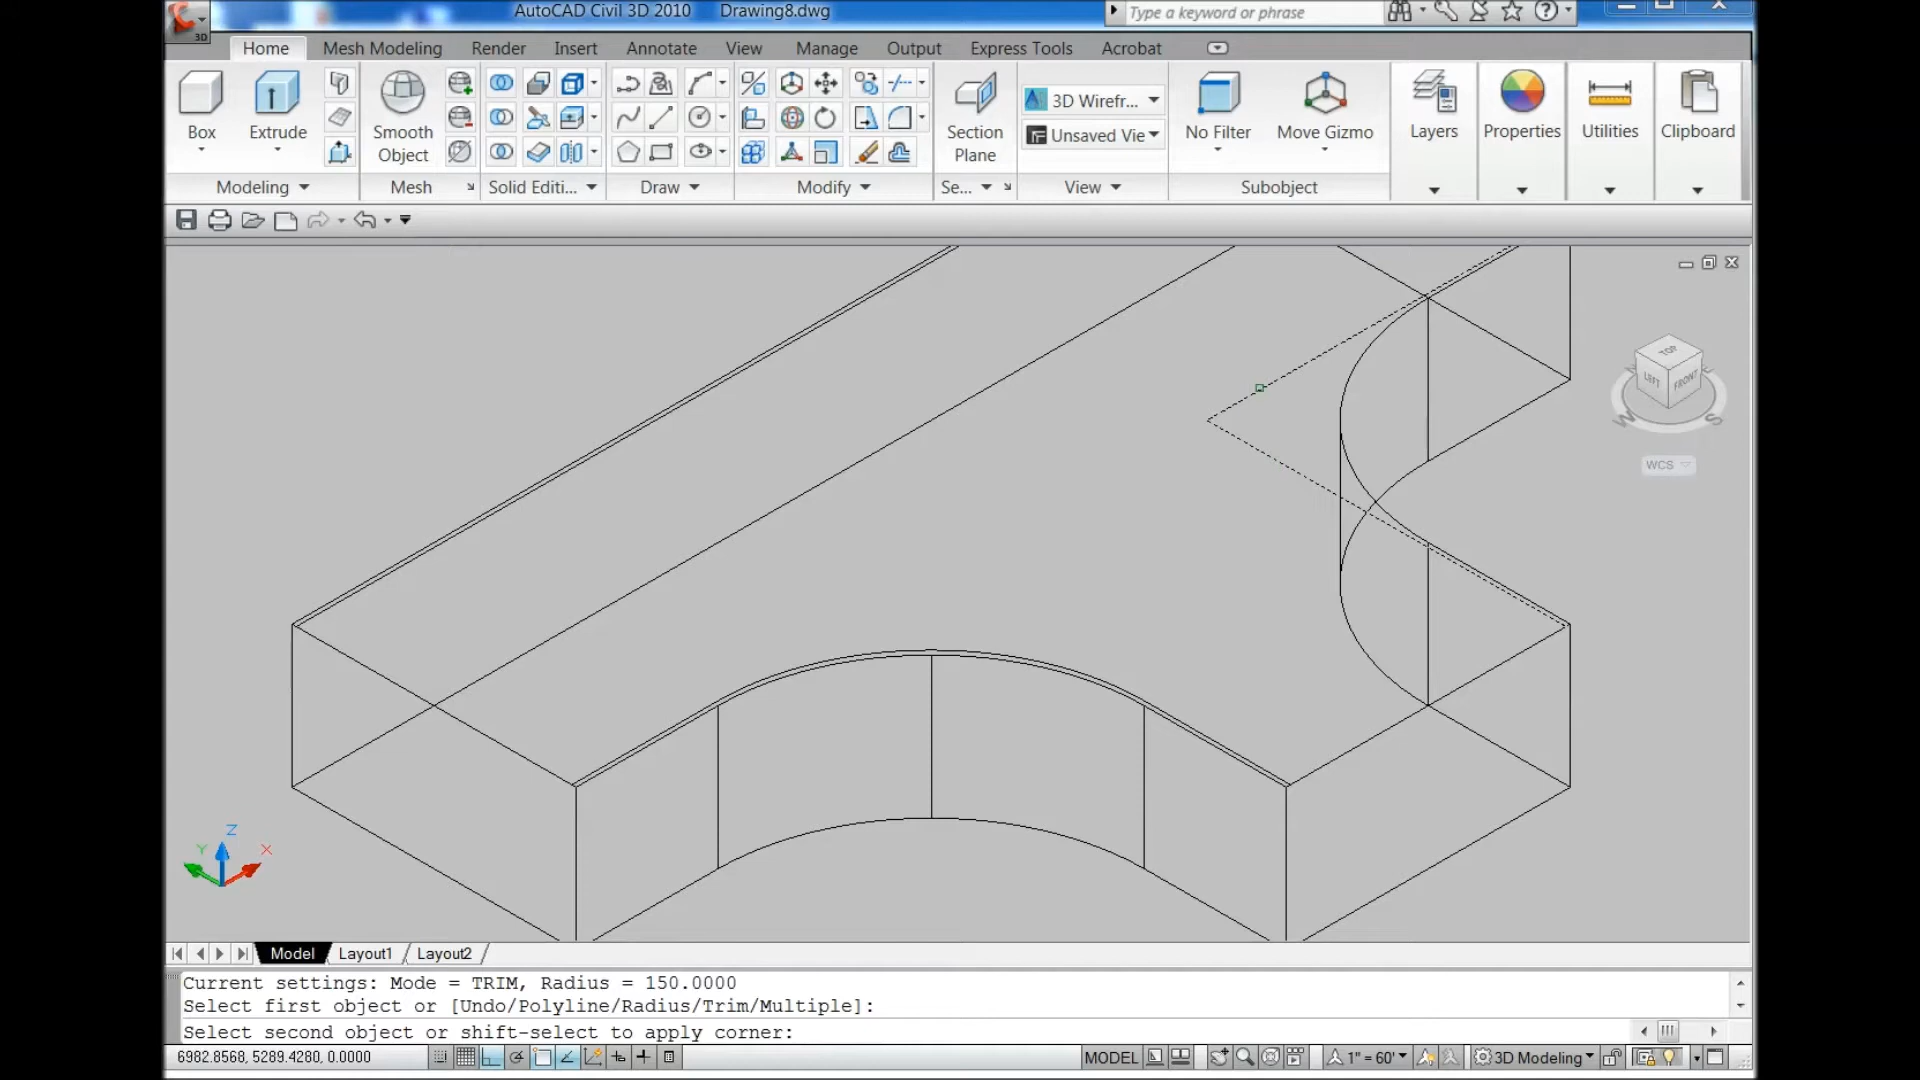 AutoCAD Civil 3D 2010 Drawing8.dwg
Type a keyword or phrase
3D
Home Mesh Modeling Render Insert Annotate View Manage Output Express Tools Acrobat
Box
Extrude
Smooth Object
Section Plane
3D Wirefr...
Unsaved Vie
No Filter
Move Gizmo
Layers
Properties
Utilities
Clipboard
Modeling Mesh Solid Editi... Draw Modify Se... View Subobject
TOP
LEFT FRONT
W S
WCS
Z
Y X
Model Layout1 Layout2
Current settings: Mode = TRIM, Radius = 150.0000
Select first object or [Undo/Polyline/Radius/Trim/Multiple]:
Select second object or shift-select to apply corner:
6982.8568, 5289.4280, 0.0000
MODEL
1" = 60'
3D Modeling